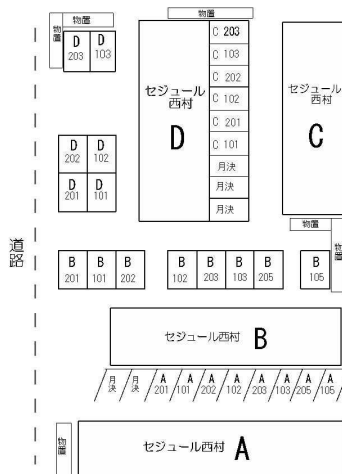 物置
物置
物置
D
203
D
103
C 203
C 103
C 202
C 102
C 201
C 101
月決
月決
月決
セジュール
西村
D
セジュール
西村
C
D
202
D
102
D
201
D
101
物置
物置
道路
B
201
B
101
B
202
B
102
B
203
B
103
B
205
B
105
セジュール西村 B
月決
月決
A
201
A
101
A
202
A
102
A
203
A
103
A
205
A
105
物置
セジュール西村 A